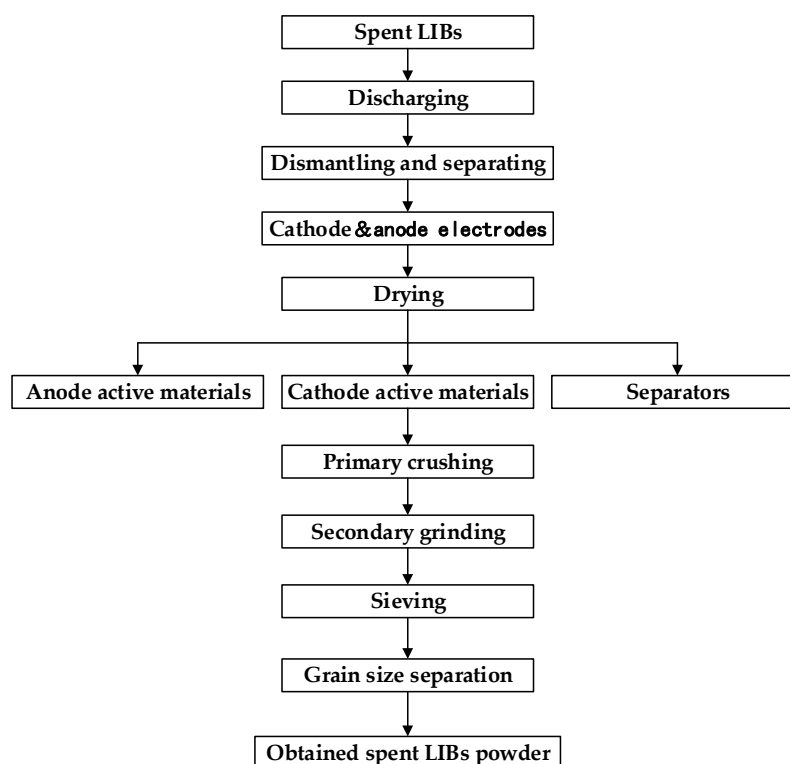 Spent LIBs
Discharging
Dismantling and separating
Cathode &anode electrodes
Drying
Anode active materials
Cathode active materials
Separators
Primary crushing
Secondary grinding
Sieving
Grain size separation
Obtained spent LIBs powder